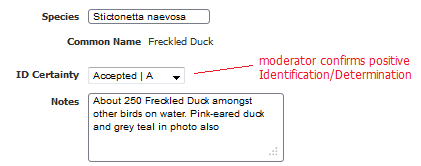 Species Stictonetta naevosa
Common Name Freckled Duck
ID Certainty Accepted | A
moderator confirms positive
Identification/Determination
Notes About 250 Freckled Duck amongst
other birds on water. Pink-eared duck
and grey teal in photo also